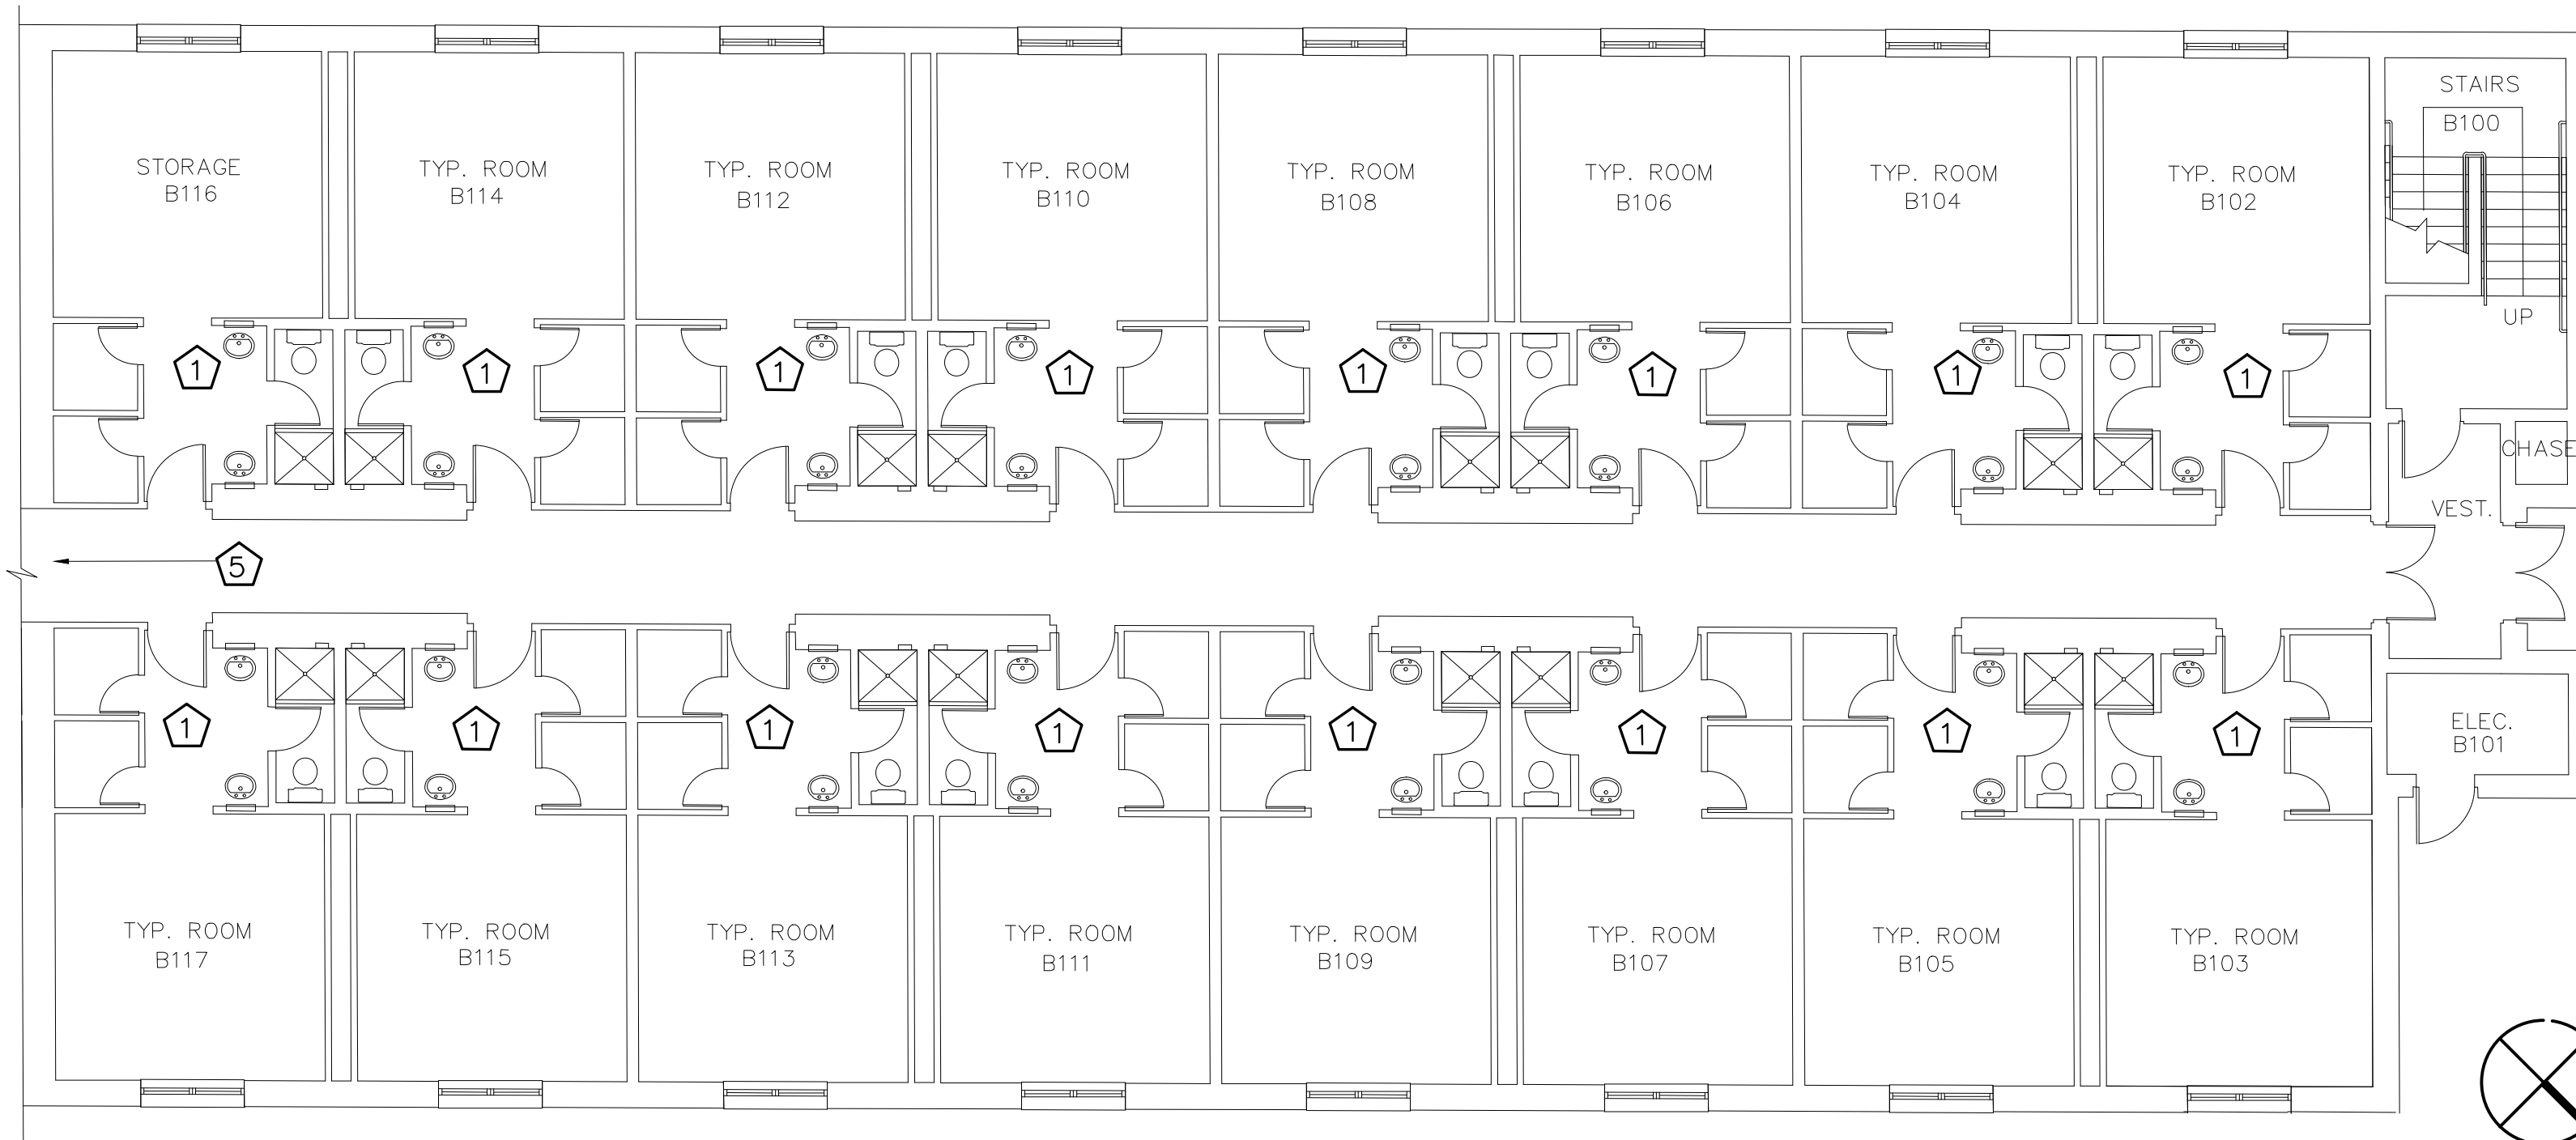 STAIRS
B100
STORAGE
B116
TYP. ROOM
B114
TYP. ROOM
B112
TYP. ROOM
B110
TYP. ROOM
B108
TYP. ROOM
B106
TYP. ROOM
B104
TYP. ROOM
B102
UP
1
1
1
1
1
1
1
1
CHASE
VEST.
5
1
1
1
1
1
1
1
1
ELEC.
B101
TYP. ROOM
B117
TYP. ROOM
B115
TYP. ROOM
B113
TYP. ROOM
B111
TYP. ROOM
B109
TYP. ROOM
B107
TYP. ROOM
B105
TYP. ROOM
B103